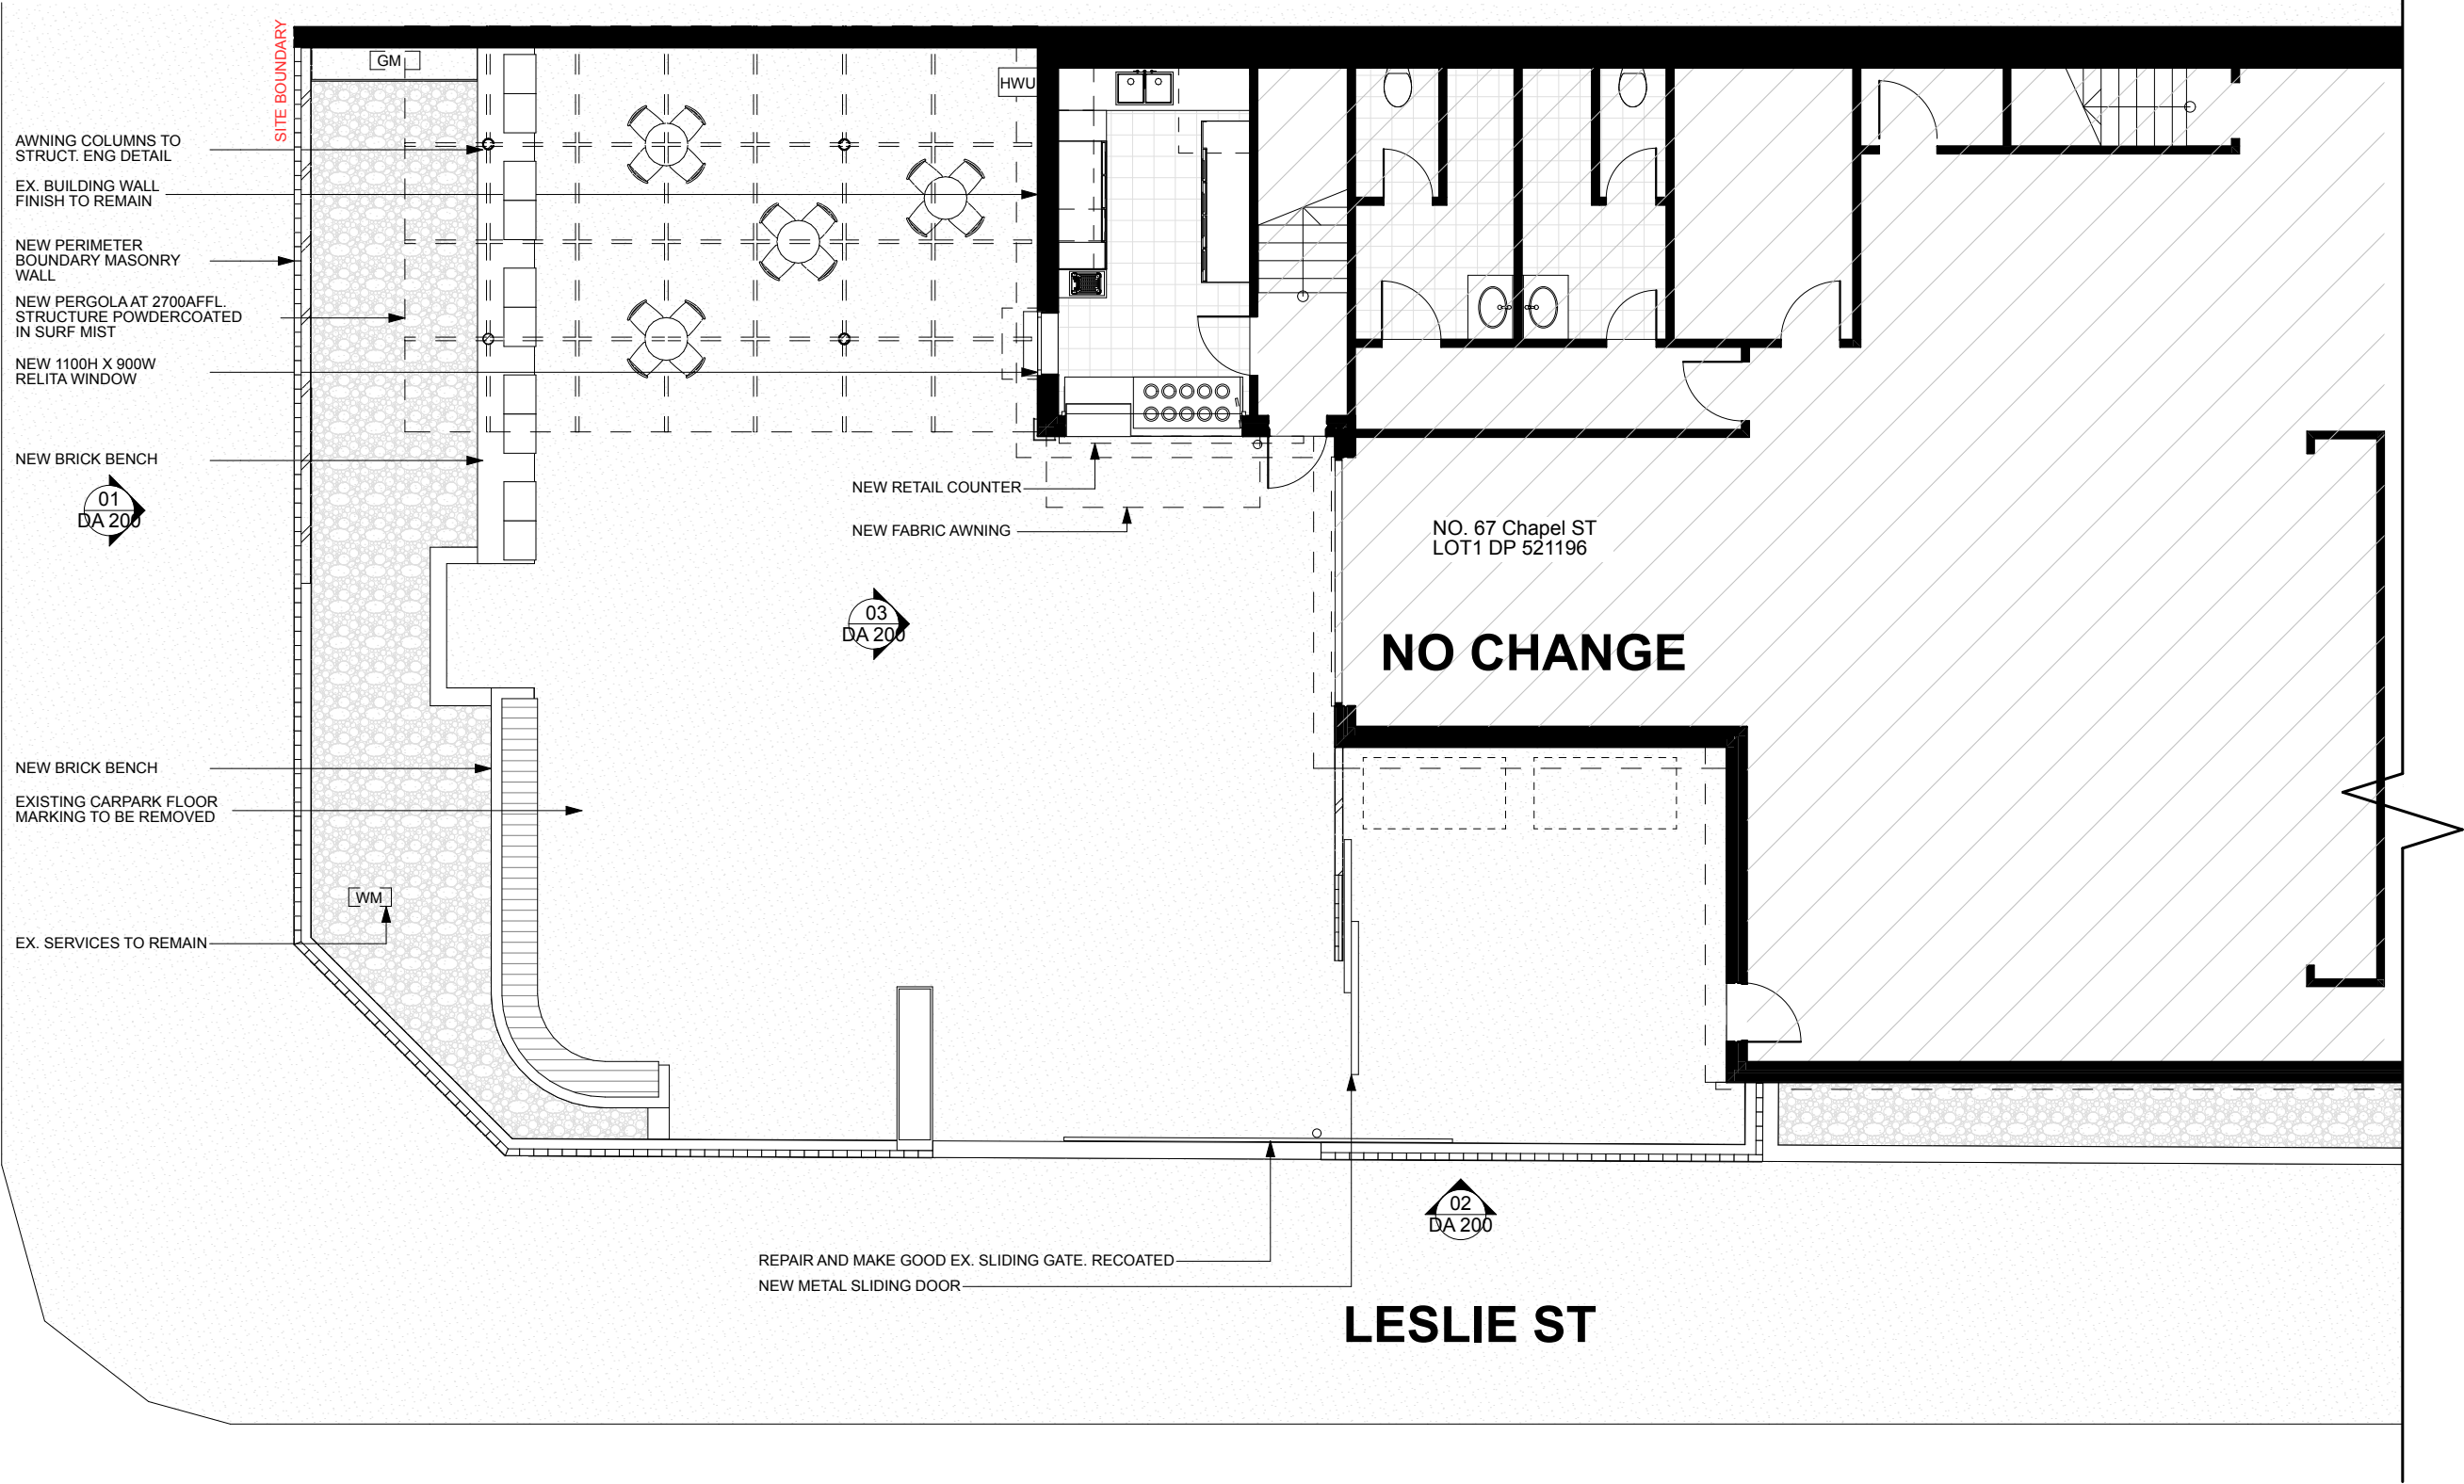 SITE BOUNDARY
GM
HWU
AWNING COLUMNS TO
STRUCT. ENG DETAIL
EX. BUILDING WALL
FINISH TO REMAIN
NEW PERIMETER
BOUNDARY MASONRY
WALL
NEW PERGOLA AT 2700AFFL.
STRUCTURE POWDERCOATED
IN SURF MIST
NEW 1100H X 900W
RELITA WINDOW
NEW BRICK BENCH
01
DA 200
NEW RETAIL COUNTER
NEW FABRIC AWNING
NO. 67 Chapel ST
LOT1 DP 521196
03
DA 200
NO CHANGE
NEW BRICK BENCH
EXISTING CARPARK FLOOR
MARKING TO BE REMOVED
WM
EX. SERVICES TO REMAIN
02
DA 200
REPAIR AND MAKE GOOD EX. SLIDING GATE. RECOATED
NEW METAL SLIDING DOOR
LESLIE ST